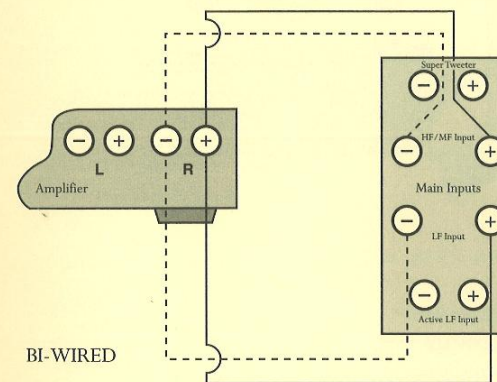 Super Tweeter
− +
HF/MF Input
− + − +
− +
L R
Amplifier
Main Inputs
− +
LF Input
− +
Active LF Input
BI-WIRED